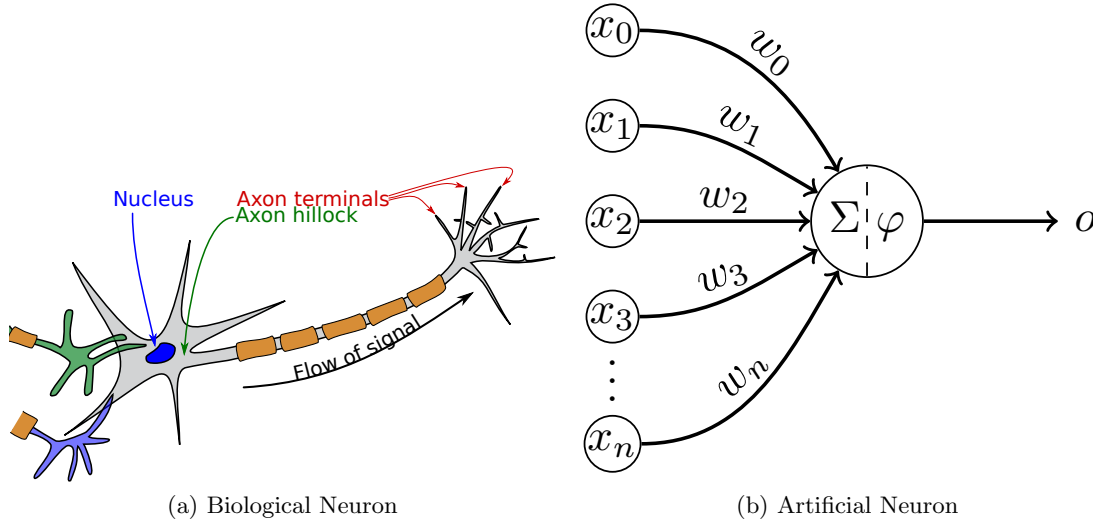 Nucleus
Axon terminals
Axon hillock
Flow of signal
(a) Biological Neuron
x₀
w₀
x₁
w₁
x₂
w₂
Σ φ
o
x₃
w₃
⋮
xₙ
wₙ
(b) Artificial Neuron